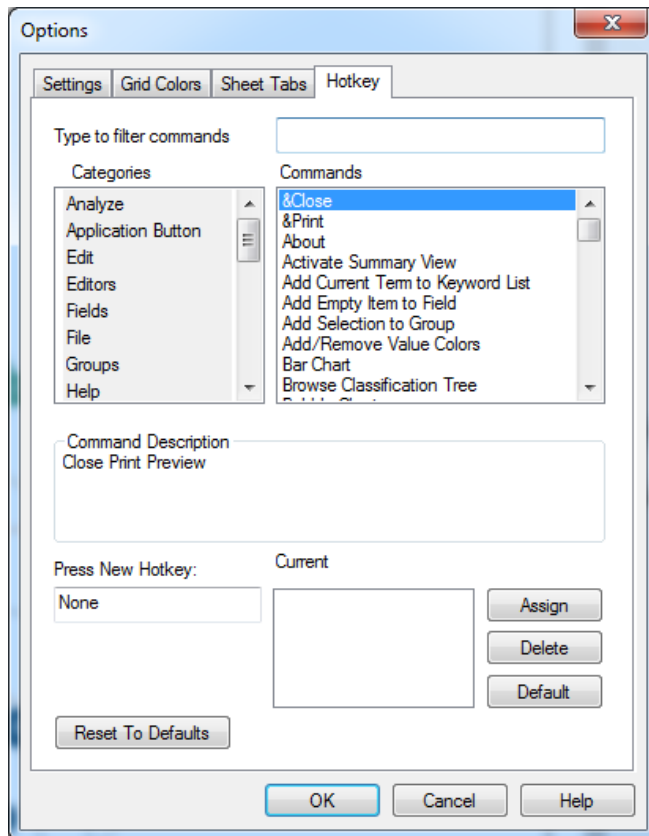 Options
Settings Grid Colors Sheet Tabs Hotkey
Type to filter commands
Categories
Analyze
Application Button
Edit
Editors
Fields
File
Groups
Help
Commands
&Close
&Print
About
Activate Summary View
Add Current Term to Keyword List
Add Empty Item to Field
Add Selection to Group
Add/Remove Value Colors
Bar Chart
Browse Classification Tree
Command Description
Close Print Preview
Press New Hotkey:
None
Current
Assign
Delete
Default
Reset To Defaults
OK Cancel Help